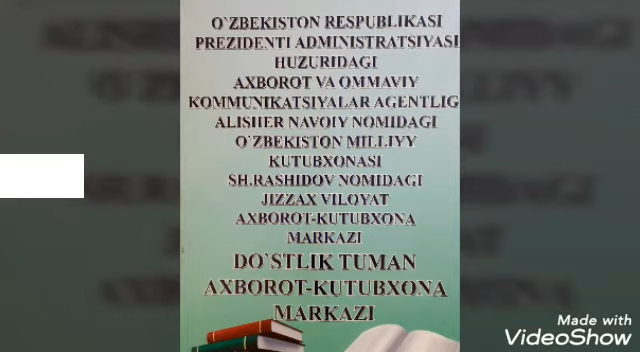 O`ZBEKISTON RESPUBLIKASI
PREZIDENTI ADMINISTRATSIYASI
HUZURIDAGI
AXBOROT VA OMMAVIY
KOMMUNIKATSIYALAR AGENTLIG
ALISHER NAVOIY NOMIDAGI
O`ZBEKISTON MILLIY
KUTUBXONASI
SH.RASHIDOV NOMIDAGI
JIZZAX VILOYAT
AXBOROT-KUTUBXONA
MARKAZI
DO`STLIK TUMAN
AXBOROT-KUTUBXONA
MARKAZI
Made with
VideoShow